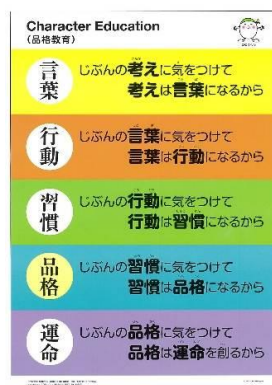 Character Education
(品格教育)
言葉
じぶんの考えに気をつけて
考えは言葉になるから
行動
じぶんの言葉に気をつけて
言葉は行動になるから
習慣
じぶんの行動に気をつけて
行動は習慣になるから
品格
じぶんの習慣に気をつけて
習慣は品格になるから
運命
じぶんの品格に気をつけて
品格は運命を創るから